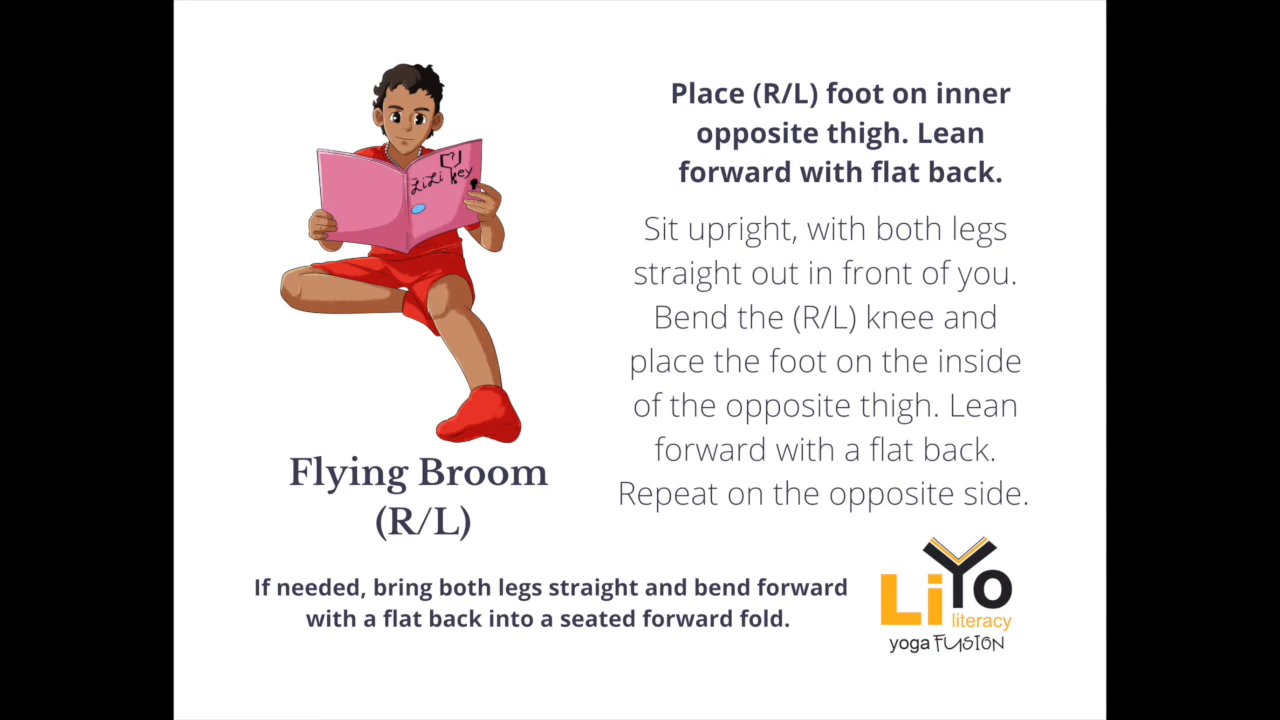 LiLi key
Flying Broom
(R/L)
Place (R/L) foot on inner
opposite thigh. Lean
forward with flat back.
Sit upright, with both legs
straight out in front of you.
Bend the (R/L) knee and
place the foot on the inside
of the opposite thigh. Lean
forward with a flat back.
Repeat on the opposite side.
If needed, bring both legs straight and bend forward
with a flat back into a seated forward fold.
LiYo
literacy
yoga FUSION